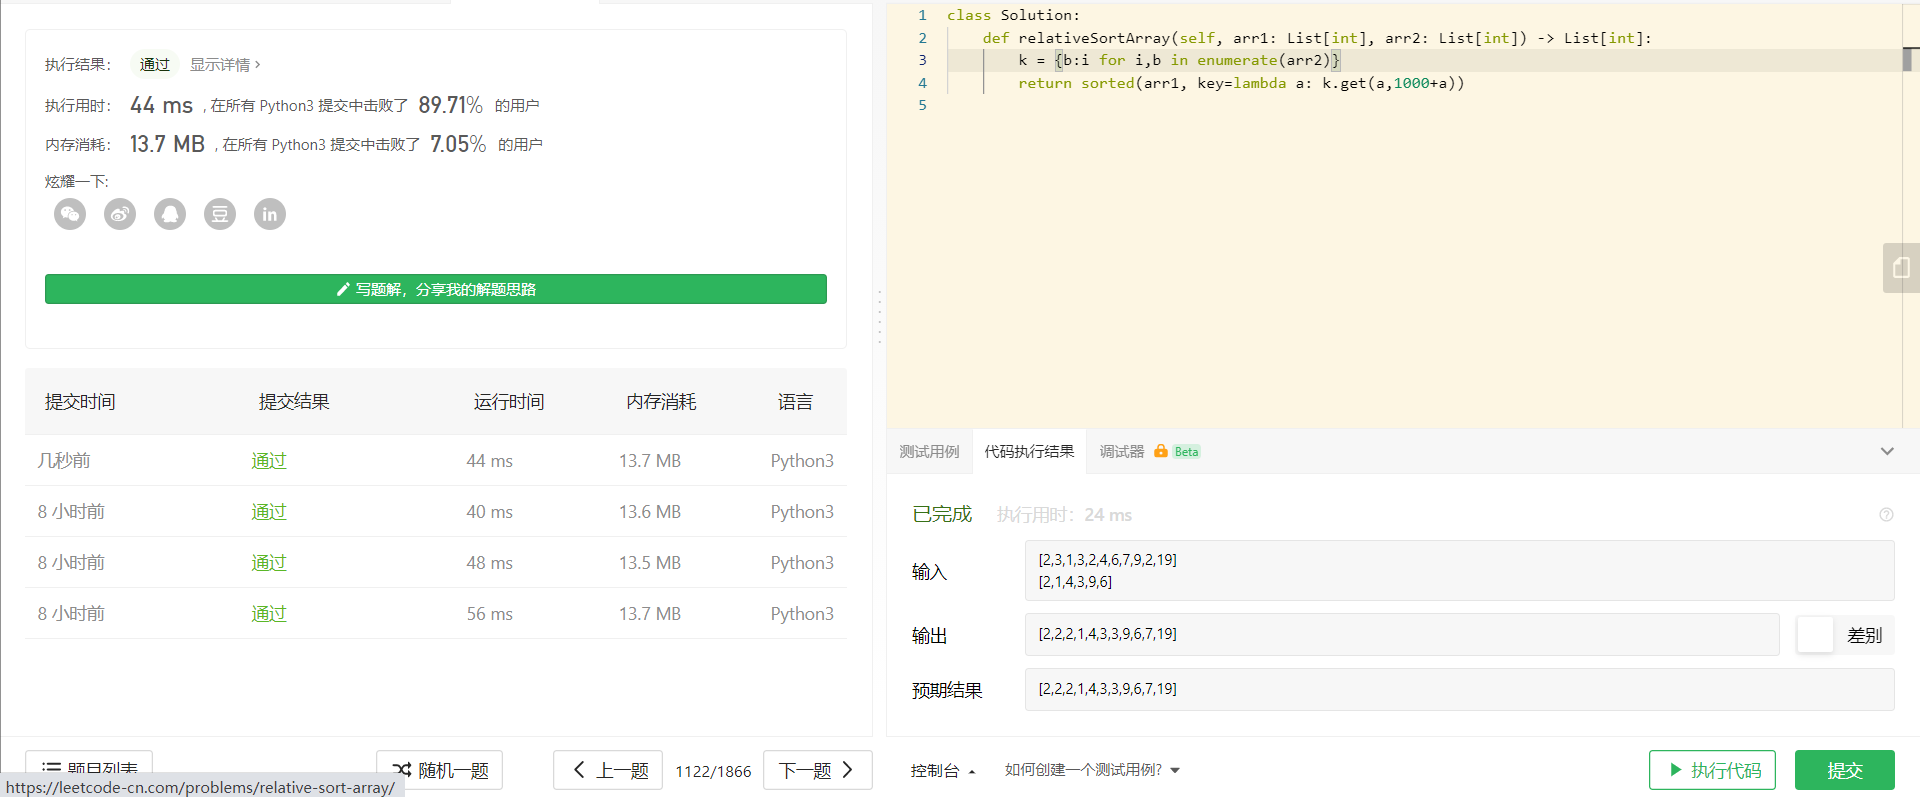 执行结果： 通过 显示详情 ›
执行用时： 44 ms , 在所有 Python3 提交中击败了 89.71% 的用户
内存消耗： 13.7 MB , 在所有 Python3 提交中击败了 7.05% 的用户
炫耀一下:
豆 in
写题解，分享我的解题思路
提交时间 提交结果 运行时间 内存消耗 语言
几秒前 通过 44 ms 13.7 MB Python3
8 小时前 通过 40 ms 13.6 MB Python3
8 小时前 通过 48 ms 13.5 MB Python3
8 小时前 通过 56 ms 13.7 MB Python3
题目列表 随机一题 上一题 1122/1866 下一题
https://leetcode-cn.com/problems/relative-sort-array/
1 class Solution:
2     def relativeSortArray(self, arr1: List[int], arr2: List[int]) -> List[int]:
3         k = {b:i for i,b in enumerate(arr2)}
4         return sorted(arr1, key=lambda a: k.get(a,1000+a))
5
测试用例 代码执行结果 调试器 Beta
已完成 执行用时：24 ms
输入
[2,3,1,3,2,4,6,7,9,2,19]
[2,1,4,3,9,6]
输出 [2,2,2,1,4,3,3,9,6,7,19] 差别
预期结果 [2,2,2,1,4,3,3,9,6,7,19]
控制台 如何创建一个测试用例? 执行代码 提交